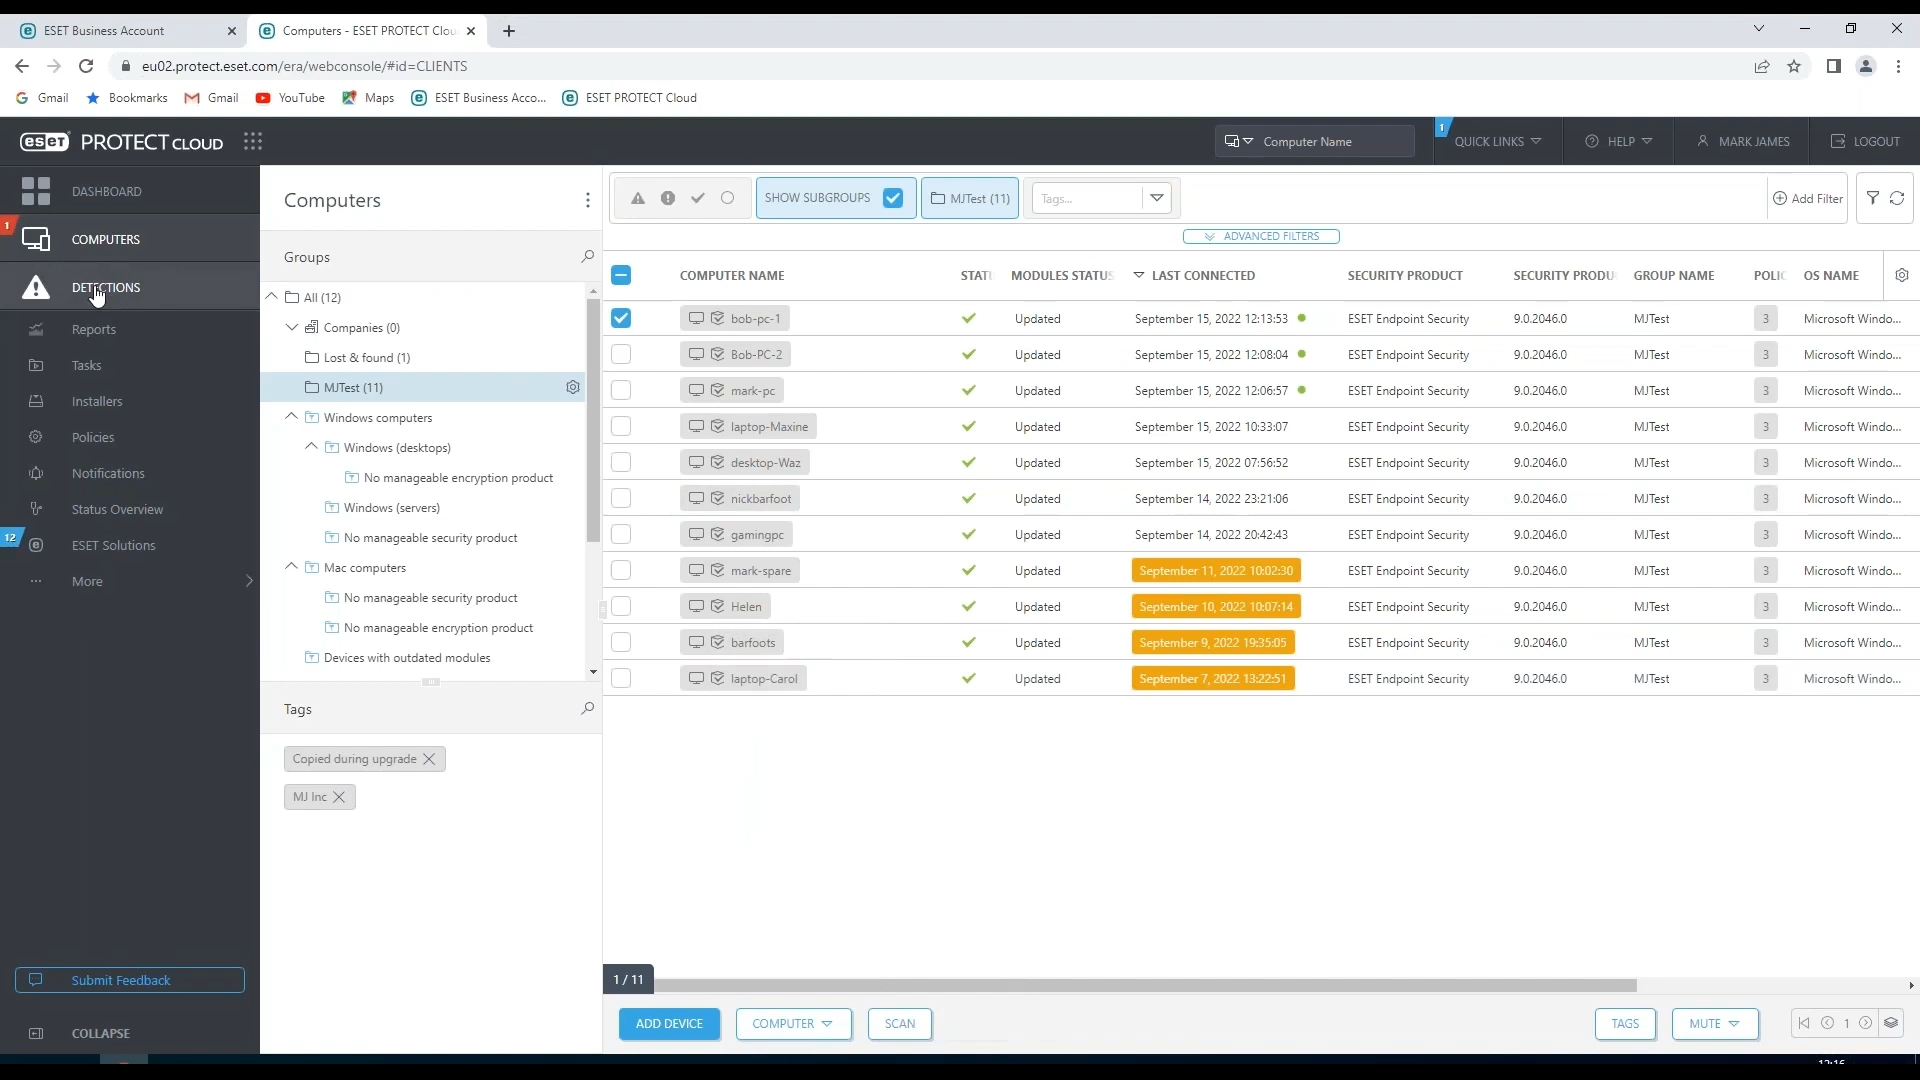 ESET Business Account
Computers - ESET PROTECT Clou
eu02.protect.eset.com/era/webconsole/#id=CLIENTS
Gmail
Bookmarks
Gmail
YouTube
Maps
ESET Business Acco...
ESET PROTECT Cloud
eset PROTECT CLOUD
Computer Name
1
QUICK LINKS
HELP
MARK JAMES
LOGOUT
DASHBOARD
1
COMPUTERS
DETECTIONS
Reports
Tasks
Installers
Policies
Notifications
Status Overview
12
ESET Solutions
More
Submit Feedback
COLLAPSE
Computers
Groups
All (12)
Companies (0)
Lost & found (1)
MJTest (11)
Windows computers
Windows (desktops)
No manageable encryption product
Windows (servers)
No manageable security product
Mac computers
No manageable security product
No manageable encryption product
Devices with outdated modules
Tags
Copied during upgrade
MJ Inc
SHOW SUBGROUPS
MJTest (11)
Tags...
Add Filter
ADVANCED FILTERS
COMPUTER NAME STATU MODULES STATUS LAST CONNECTED SECURITY PRODUCT SECURITY PRODU GROUP NAME POLIC OS NAME
bob-pc-1 Updated September 15, 2022 12:13:53 ESET Endpoint Security 9.0.2046.0 MJTest 3 Microsoft Windo...
Bob-PC-2 Updated September 15, 2022 12:08:04 ESET Endpoint Security 9.0.2046.0 MJTest 3 Microsoft Windo...
mark-pc Updated September 15, 2022 12:06:57 ESET Endpoint Security 9.0.2046.0 MJTest 3 Microsoft Windo...
laptop-Maxine Updated September 15, 2022 10:33:07 ESET Endpoint Security 9.0.2046.0 MJTest 3 Microsoft Windo...
desktop-Waz Updated September 15, 2022 07:56:52 ESET Endpoint Security 9.0.2046.0 MJTest 3 Microsoft Windo...
nickbarfoot Updated September 14, 2022 23:21:06 ESET Endpoint Security 9.0.2046.0 MJTest 3 Microsoft Windo...
gamingpc Updated September 14, 2022 20:42:43 ESET Endpoint Security 9.0.2046.0 MJTest 3 Microsoft Windo...
mark-spare Updated September 11, 2022 10:02:30 ESET Endpoint Security 9.0.2046.0 MJTest 3 Microsoft Windo...
Helen Updated September 10, 2022 10:07:14 ESET Endpoint Security 9.0.2046.0 MJTest 3 Microsoft Windo...
barfoots Updated September 9, 2022 19:35:05 ESET Endpoint Security 9.0.2046.0 MJTest 3 Microsoft Windo...
laptop-Carol Updated September 7, 2022 13:22:51 ESET Endpoint Security 9.0.2046.0 MJTest 3 Microsoft Windo...
1 / 11
ADD DEVICE
COMPUTER
SCAN
TAGS
MUTE
1